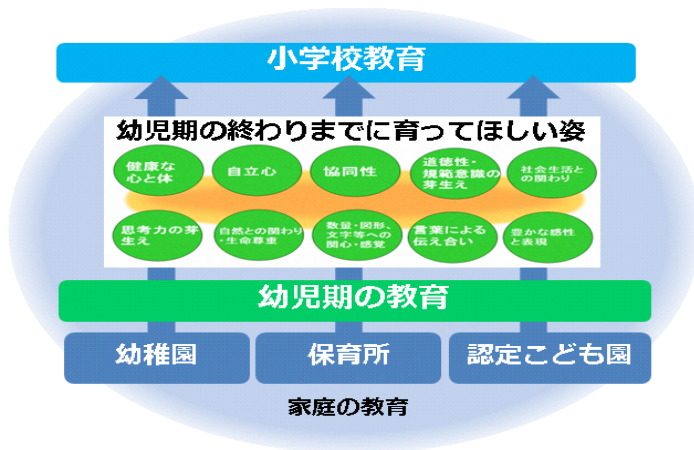 小学校教育
幼児期の終わりまでに育ってほしい姿
健康な
心と体
自立心
協同性
道徳性・
規範意識の
芽生え
社会生活と
の関わり
思考力の芽
生え
自然との関わり
・生命尊重
数量・図形、
文字等への
関心・感覚
言葉による
伝え合い
豊かな感性
と表現
幼児期の教育
幼稚園
保育所
認定こども園
家庭の教育